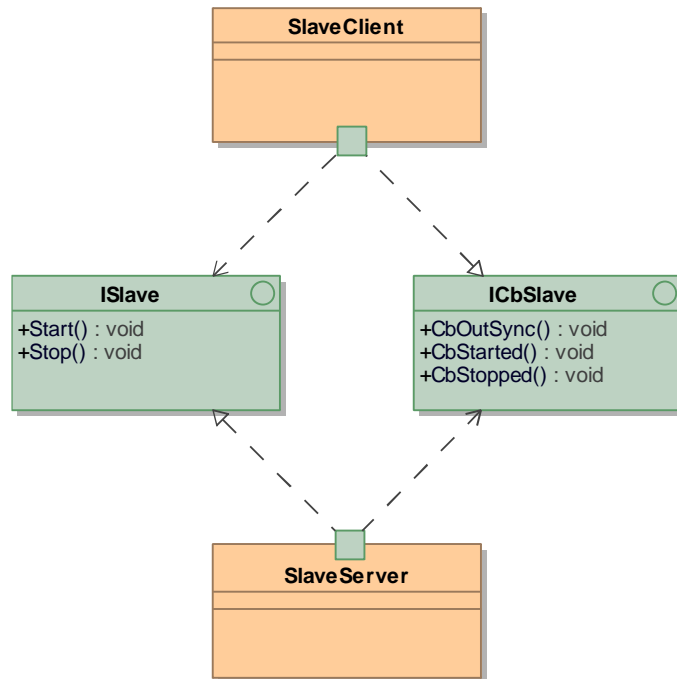 SlaveClient
ISlave
+Start() : void
+Stop() : void
ICbSlave
+CbOutSync() : void
+CbStarted() : void
+CbStopped() : void
SlaveServer